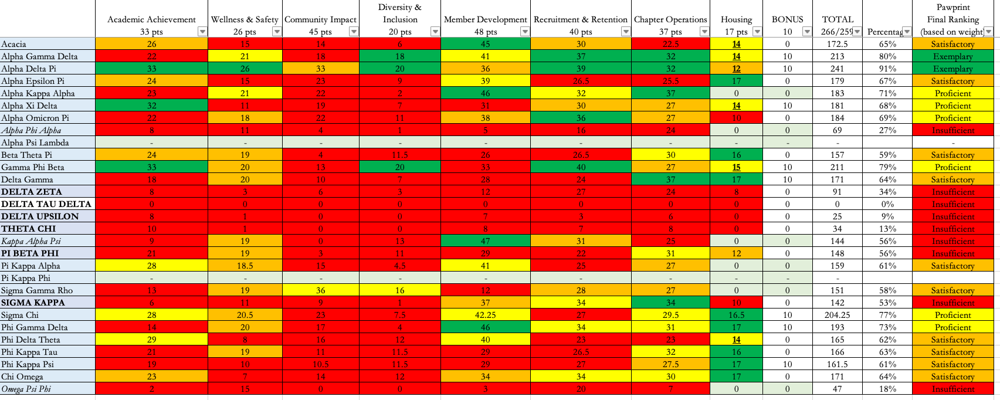 Academic Achievement 33 pts | Wellness & Safety 26 pts | Community Impact 45 pts | Diversity & Inclusion 20 pts | Member Development 48 pts | Recruitment & Retention 40 pts | Chapter Operations 37 pts | Housing 17 pts | BONUS 10 | TOTAL 266/259 | Percentag | Pawprint Final Ranking (based on weight)
Acacia 26 15 14 6 45 30 22.5 14 0 172.5 65% Satisfactory
Alpha Gamma Delta 22 21 18 18 41 37 32 14 10 213 80% Exemplary
Alpha Delta Pi 33 26 33 20 36 39 32 12 10 241 91% Exemplary
Alpha Epsilon Pi 24 15 23 9 39 26.5 25.5 17 0 179 67% Satisfactory
Alpha Kappa Alpha 23 21 22 2 46 32 37 0 0 183 71% Proficient
Alpha Xi Delta 32 11 19 7 31 30 27 14 10 181 68% Proficient
Alpha Omicron Pi 22 18 22 11 38 36 27 10 0 184 69% Proficient
Alpha Phi Alpha 8 11 4 1 5 16 24 0 0 69 27% Insufficient
Alpha Psi Lambda - - - - - - - - - - -
Beta Theta Pi 24 19 4 11.5 26 26.5 30 16 0 157 59% Satisfactory
Gamma Phi Beta 33 20 13 20 33 40 27 15 10 211 79% Proficient
Delta Gamma 18 20 10 7 28 24 37 17 10 171 64% Satisfactory
DELTA ZETA 8 3 6 3 12 27 24 8 0 91 34% Insufficient
DELTA TAU DELTA 0 0 0 0 0 0 0 0 0 0 0% Insufficient
DELTA UPSILON 8 1 0 0 7 3 6 0 0 25 9% Insufficient
THETA CHI 10 1 0 0 8 7 8 0 0 34 13% Insufficient
Kappa Alpha Psi 9 19 0 13 47 31 25 0 0 144 56% Insufficient
PI BETA PHI 21 19 3 11 29 22 31 12 0 148 56% Insufficient
Pi Kappa Alpha 28 18.5 15 4.5 41 25 27 0 0 159 61% Satisfactory
Pi Kappa Phi - - - - - - - - - -
Sigma Gamma Rho 13 19 36 16 12 28 27 0 0 151 58% Satisfactory
SIGMA KAPPA 6 11 9 1 37 34 34 10 0 142 53% Insufficient
Sigma Chi 28 20.5 23 7.5 42.25 27 29.5 16.5 10 204.25 77% Proficient
Phi Gamma Delta 14 20 17 4 46 34 31 17 10 193 73% Proficient
Phi Delta Theta 29 8 16 12 40 23 23 14 0 165 62% Satisfactory
Phi Kappa Tau 21 19 11 11.5 29 26.5 32 16 0 166 63% Satisfactory
Phi Kappa Psi 19 10 10.5 11.5 29 27 27.5 17 10 161.5 61% Satisfactory
Chi Omega 23 7 14 12 34 34 30 17 0 171 64% Satisfactory
Omega Psi Phi 2 15 0 0 3 20 7 0 0 47 18% Insufficient